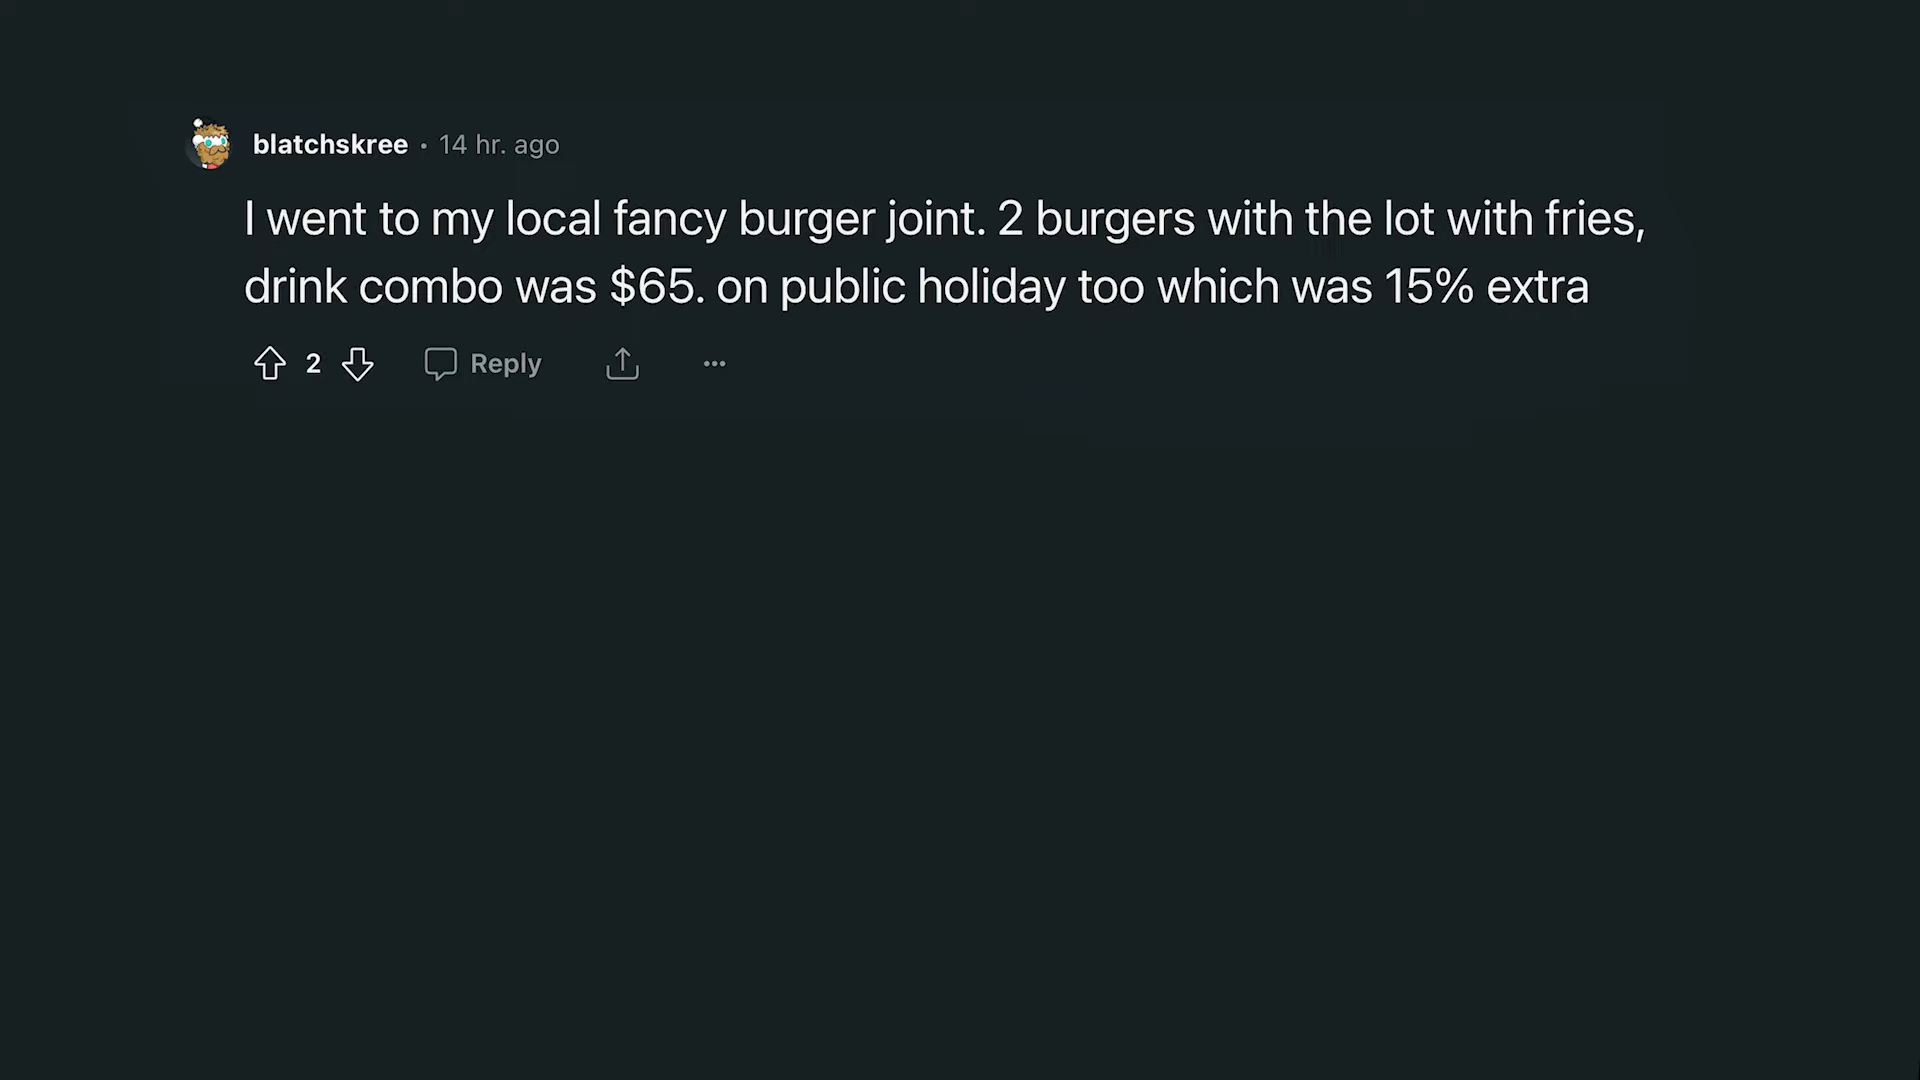 blatchskree · 14 hr. ago
I went to my local fancy burger joint. 2 burgers with the lot with fries,
drink combo was $65. on public holiday too which was 15% extra
2 Reply ...